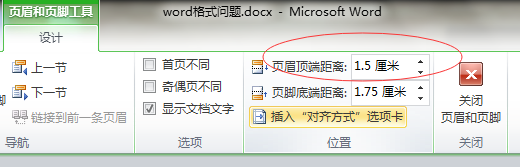 页眉和页脚工具
word格式问题.docx - Microsoft Word
设计
上一节
下一节
链接到前一条页眉
导航
首页不同
奇偶页不同
显示文档文字
选项
页眉顶端距离: 1.5 厘米
页脚底端距离: 1.75 厘米
插入“对齐方式”选项卡
位置
关闭
页眉和页脚
关闭